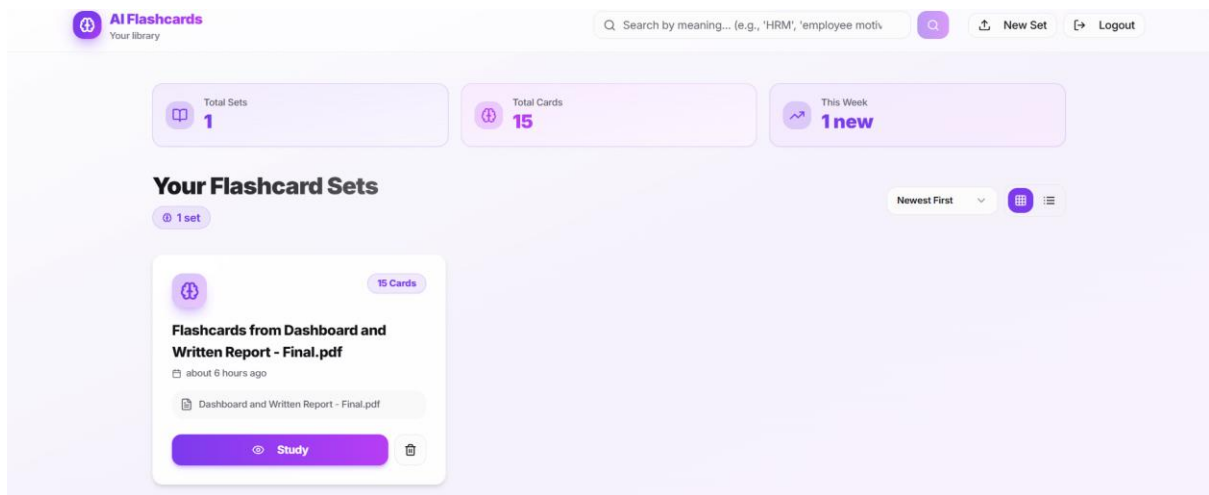 AI Flashcards
Your library
Search by meaning... (e.g., 'HRM', 'employee motiv
New Set
Logout
Total Sets
1
Total Cards
15
This Week
1 new
Your Flashcard Sets
1 set
Newest First
15 Cards
Flashcards from Dashboard and
Written Report - Final.pdf
about 6 hours ago
Dashboard and Written Report - Final.pdf
Study